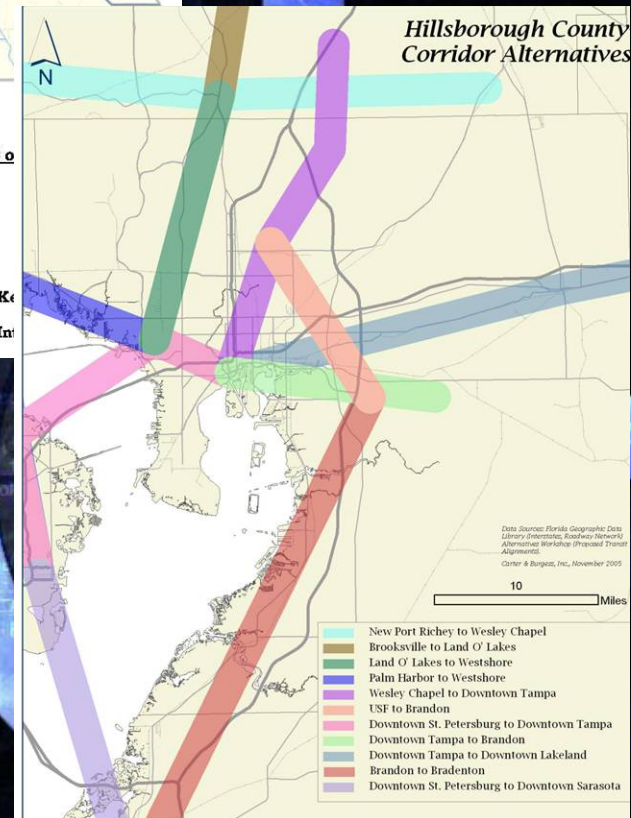 Hillsborough County
Corridor Alternatives
N
Data Sources: Florida Geographic Data
Library (Interstates, Roadway Network)
Alternatives Workshop (Proposed Transit
Alignments).
Carter & Burgess, Inc., November 2005
10
Miles
New Port Richey to Wesley Chapel
Brooksville to Land O' Lakes
Land O' Lakes to Westshore
Palm Harbor to Westshore
Wesley Chapel to Downtown Tampa
USF to Brandon
Downtown St. Petersburg to Downtown Tampa
Downtown Tampa to Brandon
Downtown Tampa to Downtown Lakeland
Brandon to Bradenton
Downtown St. Petersburg to Downtown Sarasota